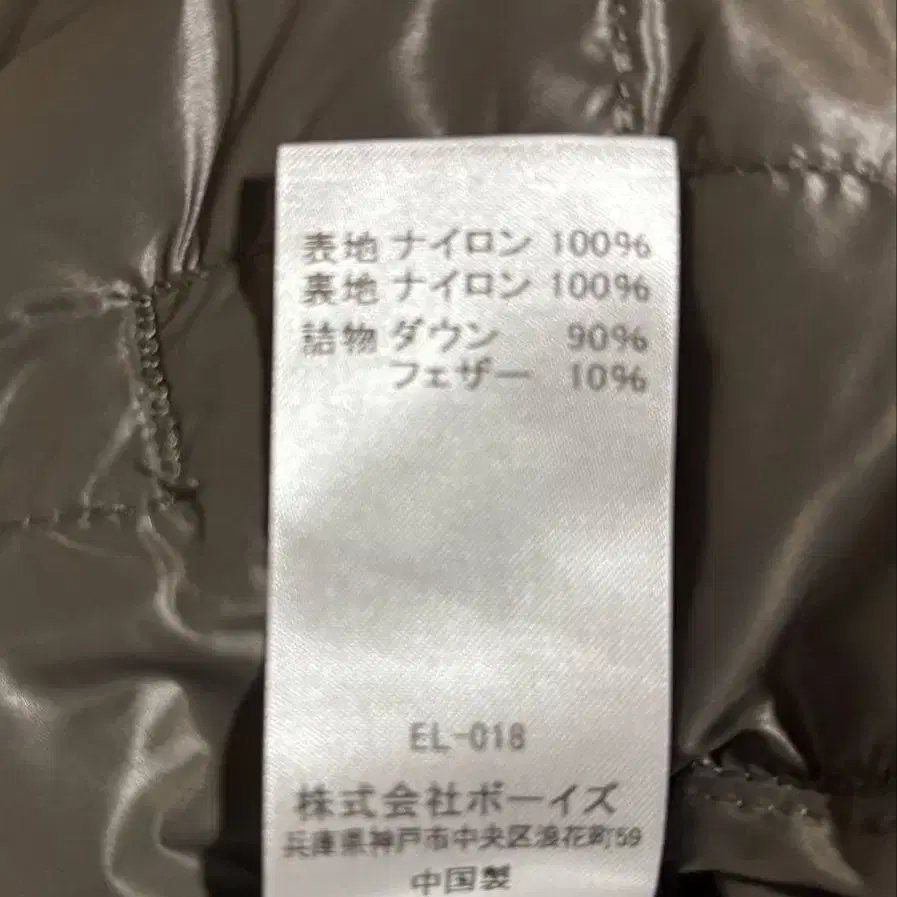 表地 ナイロン 100%
裏地 ナイロン 100%
詰物 ダウン 90%
フェザー 10%
EL-018
株式会社ボーイズ
兵庫県神戸市中央区浪花町59
中国製